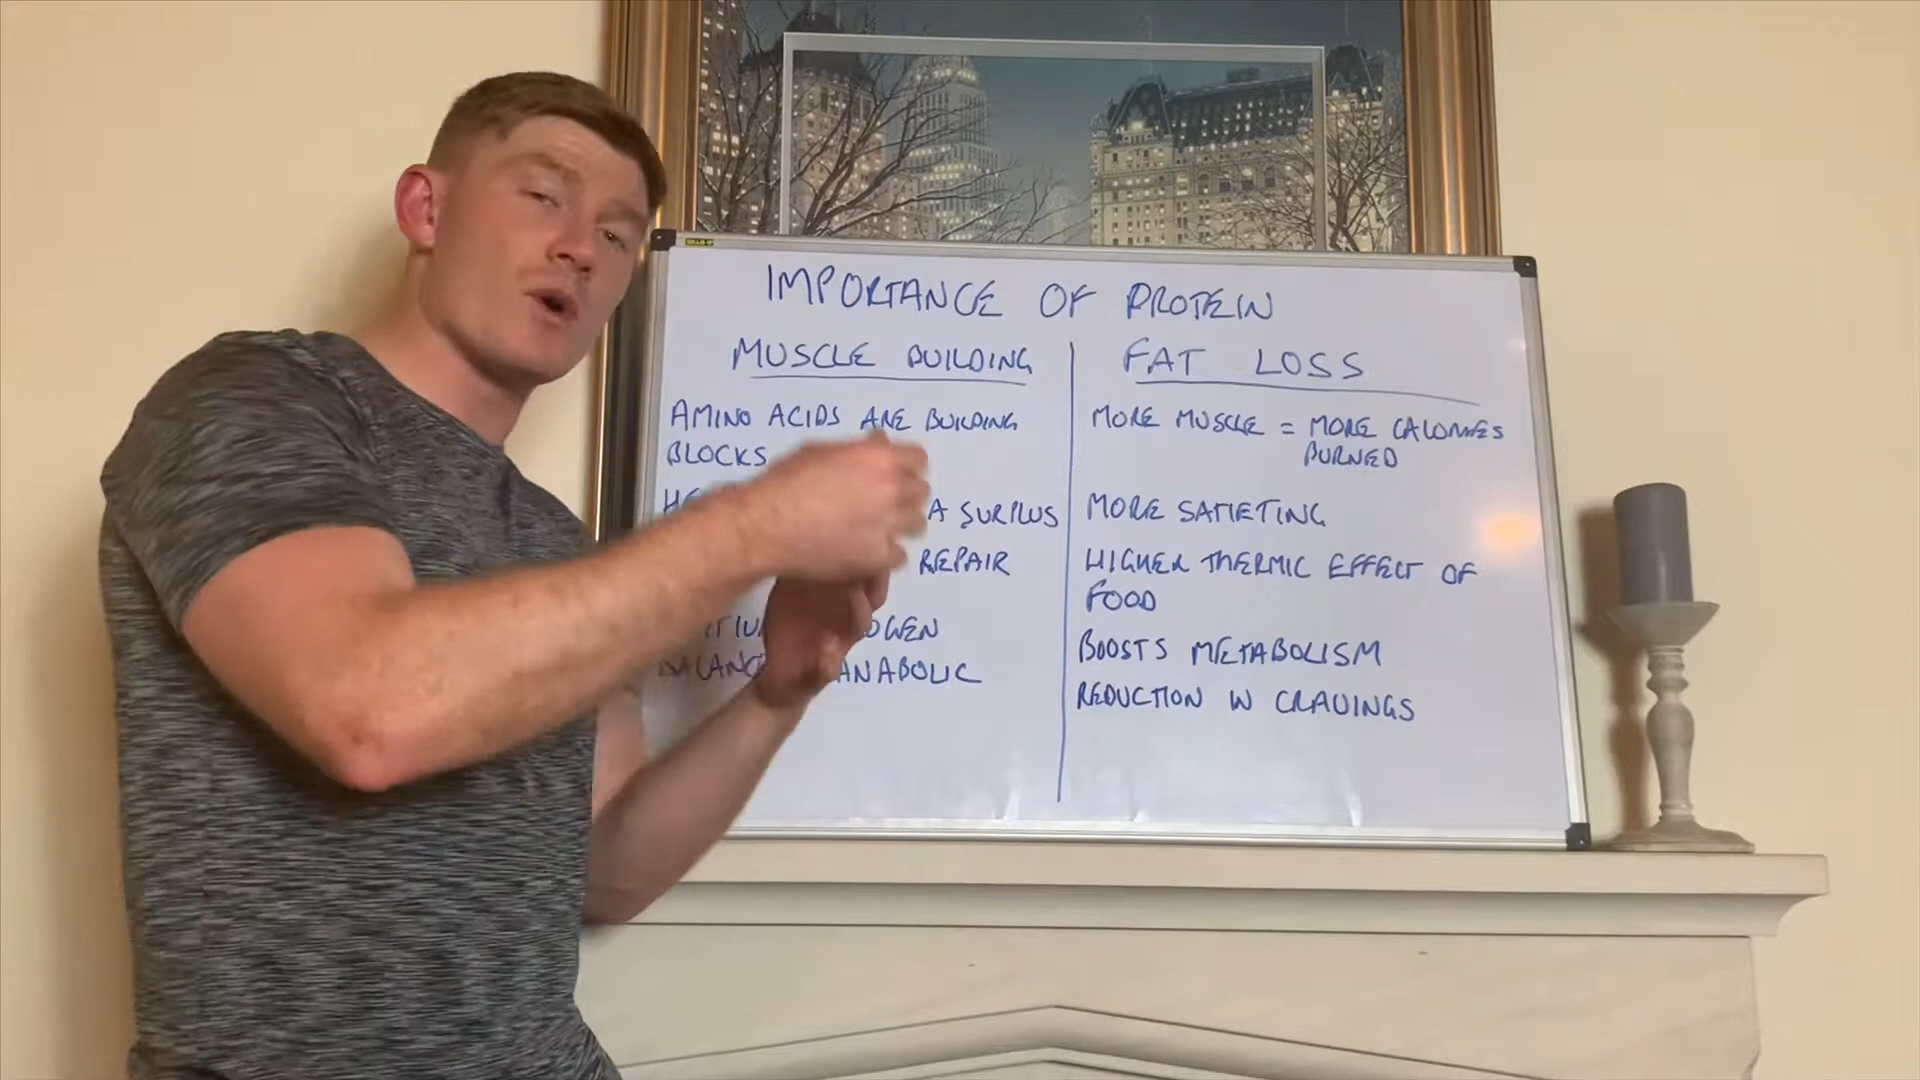 IMPORTANCE OF PROTEIN
MUSCLE BUILDING
AMINO ACIDS ARE BUILDING
BLOCKS
A SURPLUS
REPAIR
ANABOLIC
FAT LOSS
MORE MUSCLE = MORE CALORIES
BURNED
MORE SATIETING
HIGHER THERMIC EFFECT OF
FOOD
BOOSTS METABOLISM
REDUCTION IN CRAVINGS